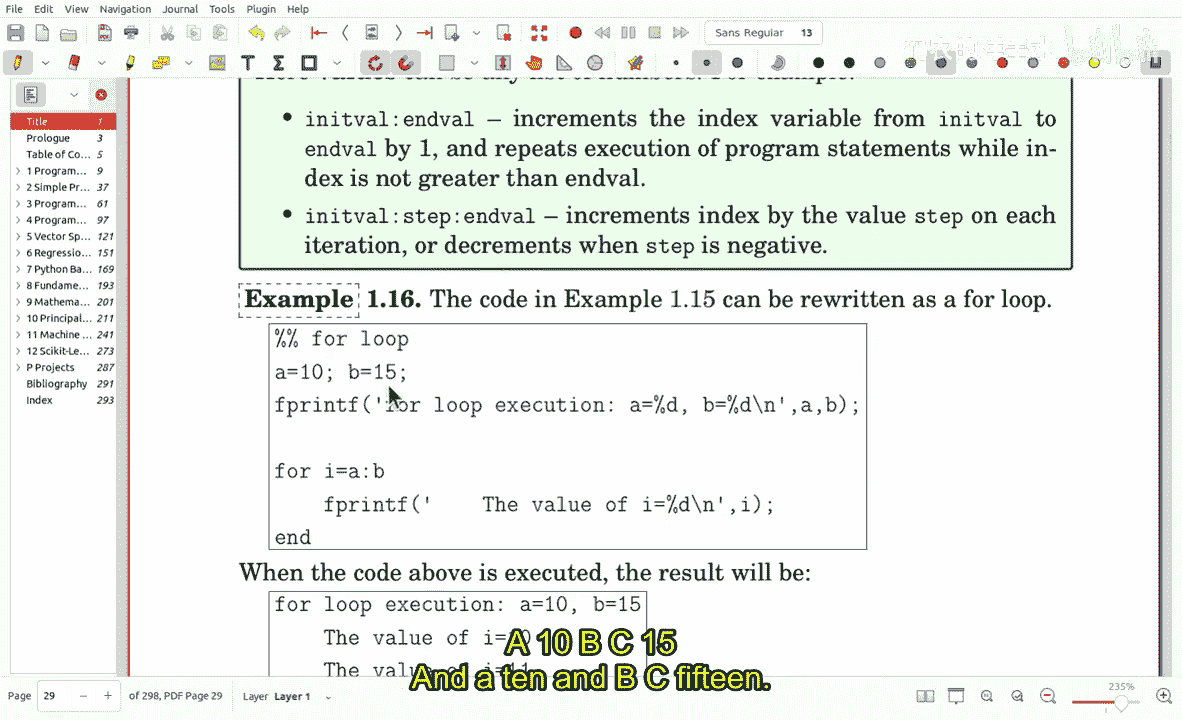 File Edit View Navigation Journal Tools Plugin Help
Sans Regular 13
Title 1
Prologue 3
Table of Co... 5
1 Program... 9
2 Simple Pr... 37
3 Program... 61
4 Program... 97
5 Vector Sp... 121
6 Regressio... 151
7 Python Ba... 169
8 Fundame... 193
9 Mathema... 201
10 Principal... 211
11 Machine ... 241
12 Scikit-Le... 273
P Projects 287
Bibliography 291
Index 293
• initval:endval – increments the index variable from initval to
endval by 1, and repeats execution of program statements while in-
dex is not greater than endval.
• initval:step:endval – increments index by the value step on each
iteration, or decrements when step is negative.
Example 1.16. The code in Example 1.15 can be rewritten as a for loop.
%% for loop
a=10; b=15;
fprintf('for loop execution: a=%d, b=%d\n',a,b);
for i=a:b
fprintf('    The value of i=%d\n',i);
end
When the code above is executed, the result will be:
for loop execution: a=10, b=15
The value of i=10
The value of i=11
A 10 B C 15
And a ten and B C fifteen.
Page 29 of 298, PDF Page 29 Layer Layer 1 235%